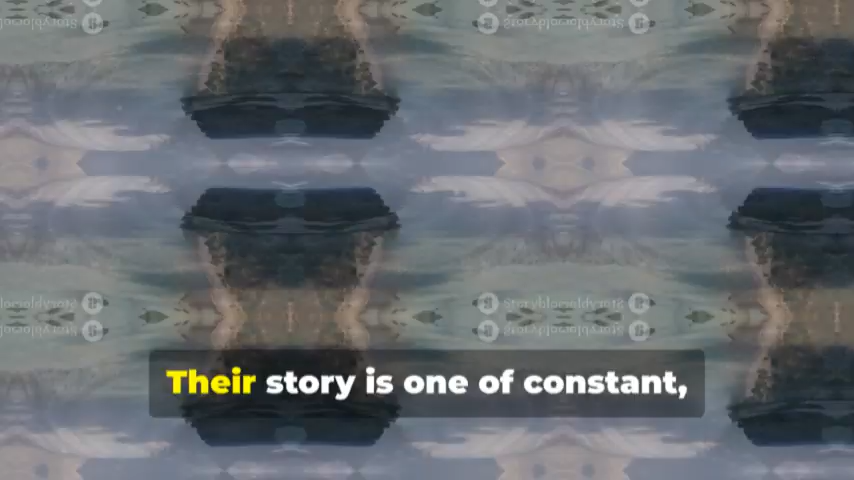 Their story is one of constant,